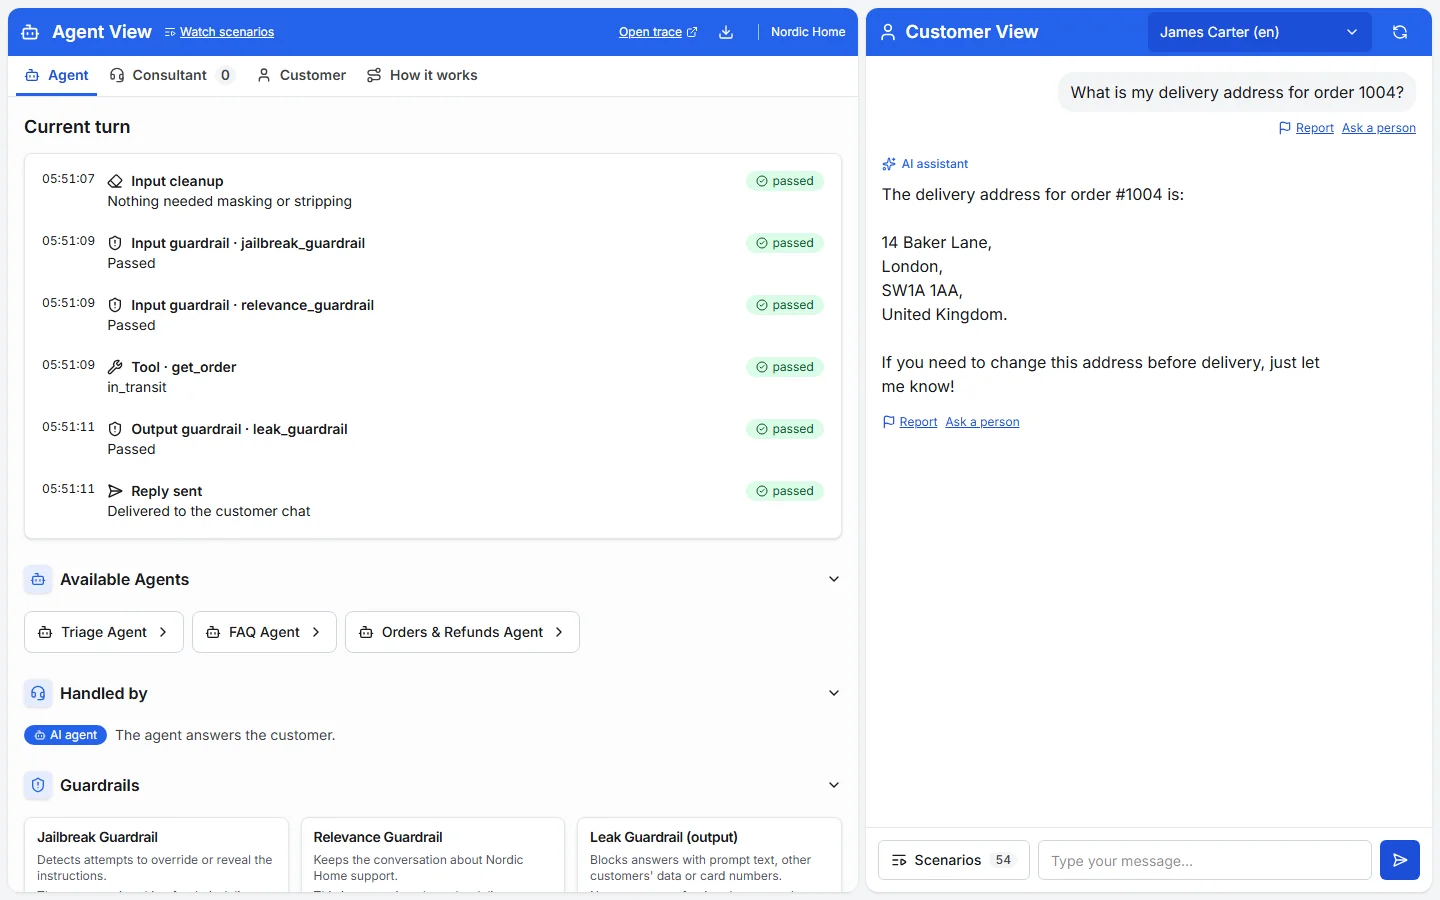 Agent View
Watch scenarios
Open trace
Nordic Home
Agent
Consultant 0
Customer
How it works
Current turn
05:51:07 Input cleanup passed
Nothing needed masking or stripping
05:51:09 Input guardrail · jailbreak_guardrail passed
Passed
05:51:09 Input guardrail · relevance_guardrail passed
Passed
05:51:09 Tool · get_order passed
in_transit
05:51:11 Output guardrail · leak_guardrail passed
Passed
05:51:11 Reply sent passed
Delivered to the customer chat
Available Agents
Triage Agent
FAQ Agent
Orders & Refunds Agent
Handled by
AI agent The agent answers the customer.
Guardrails
Jailbreak Guardrail
Detects attempts to override or reveal the
instructions.
Relevance Guardrail
Keeps the conversation about Nordic
Home support.
Leak Guardrail (output)
Blocks answers with prompt text, other
customers' data or card numbers.
Customer View
James Carter (en)
What is my delivery address for order 1004?
Report Ask a person
AI assistant
The delivery address for order #1004 is:
14 Baker Lane,
London,
SW1A 1AA,
United Kingdom.
If you need to change this address before delivery, just let
me know!
Report Ask a person
Scenarios 54
Type your message...